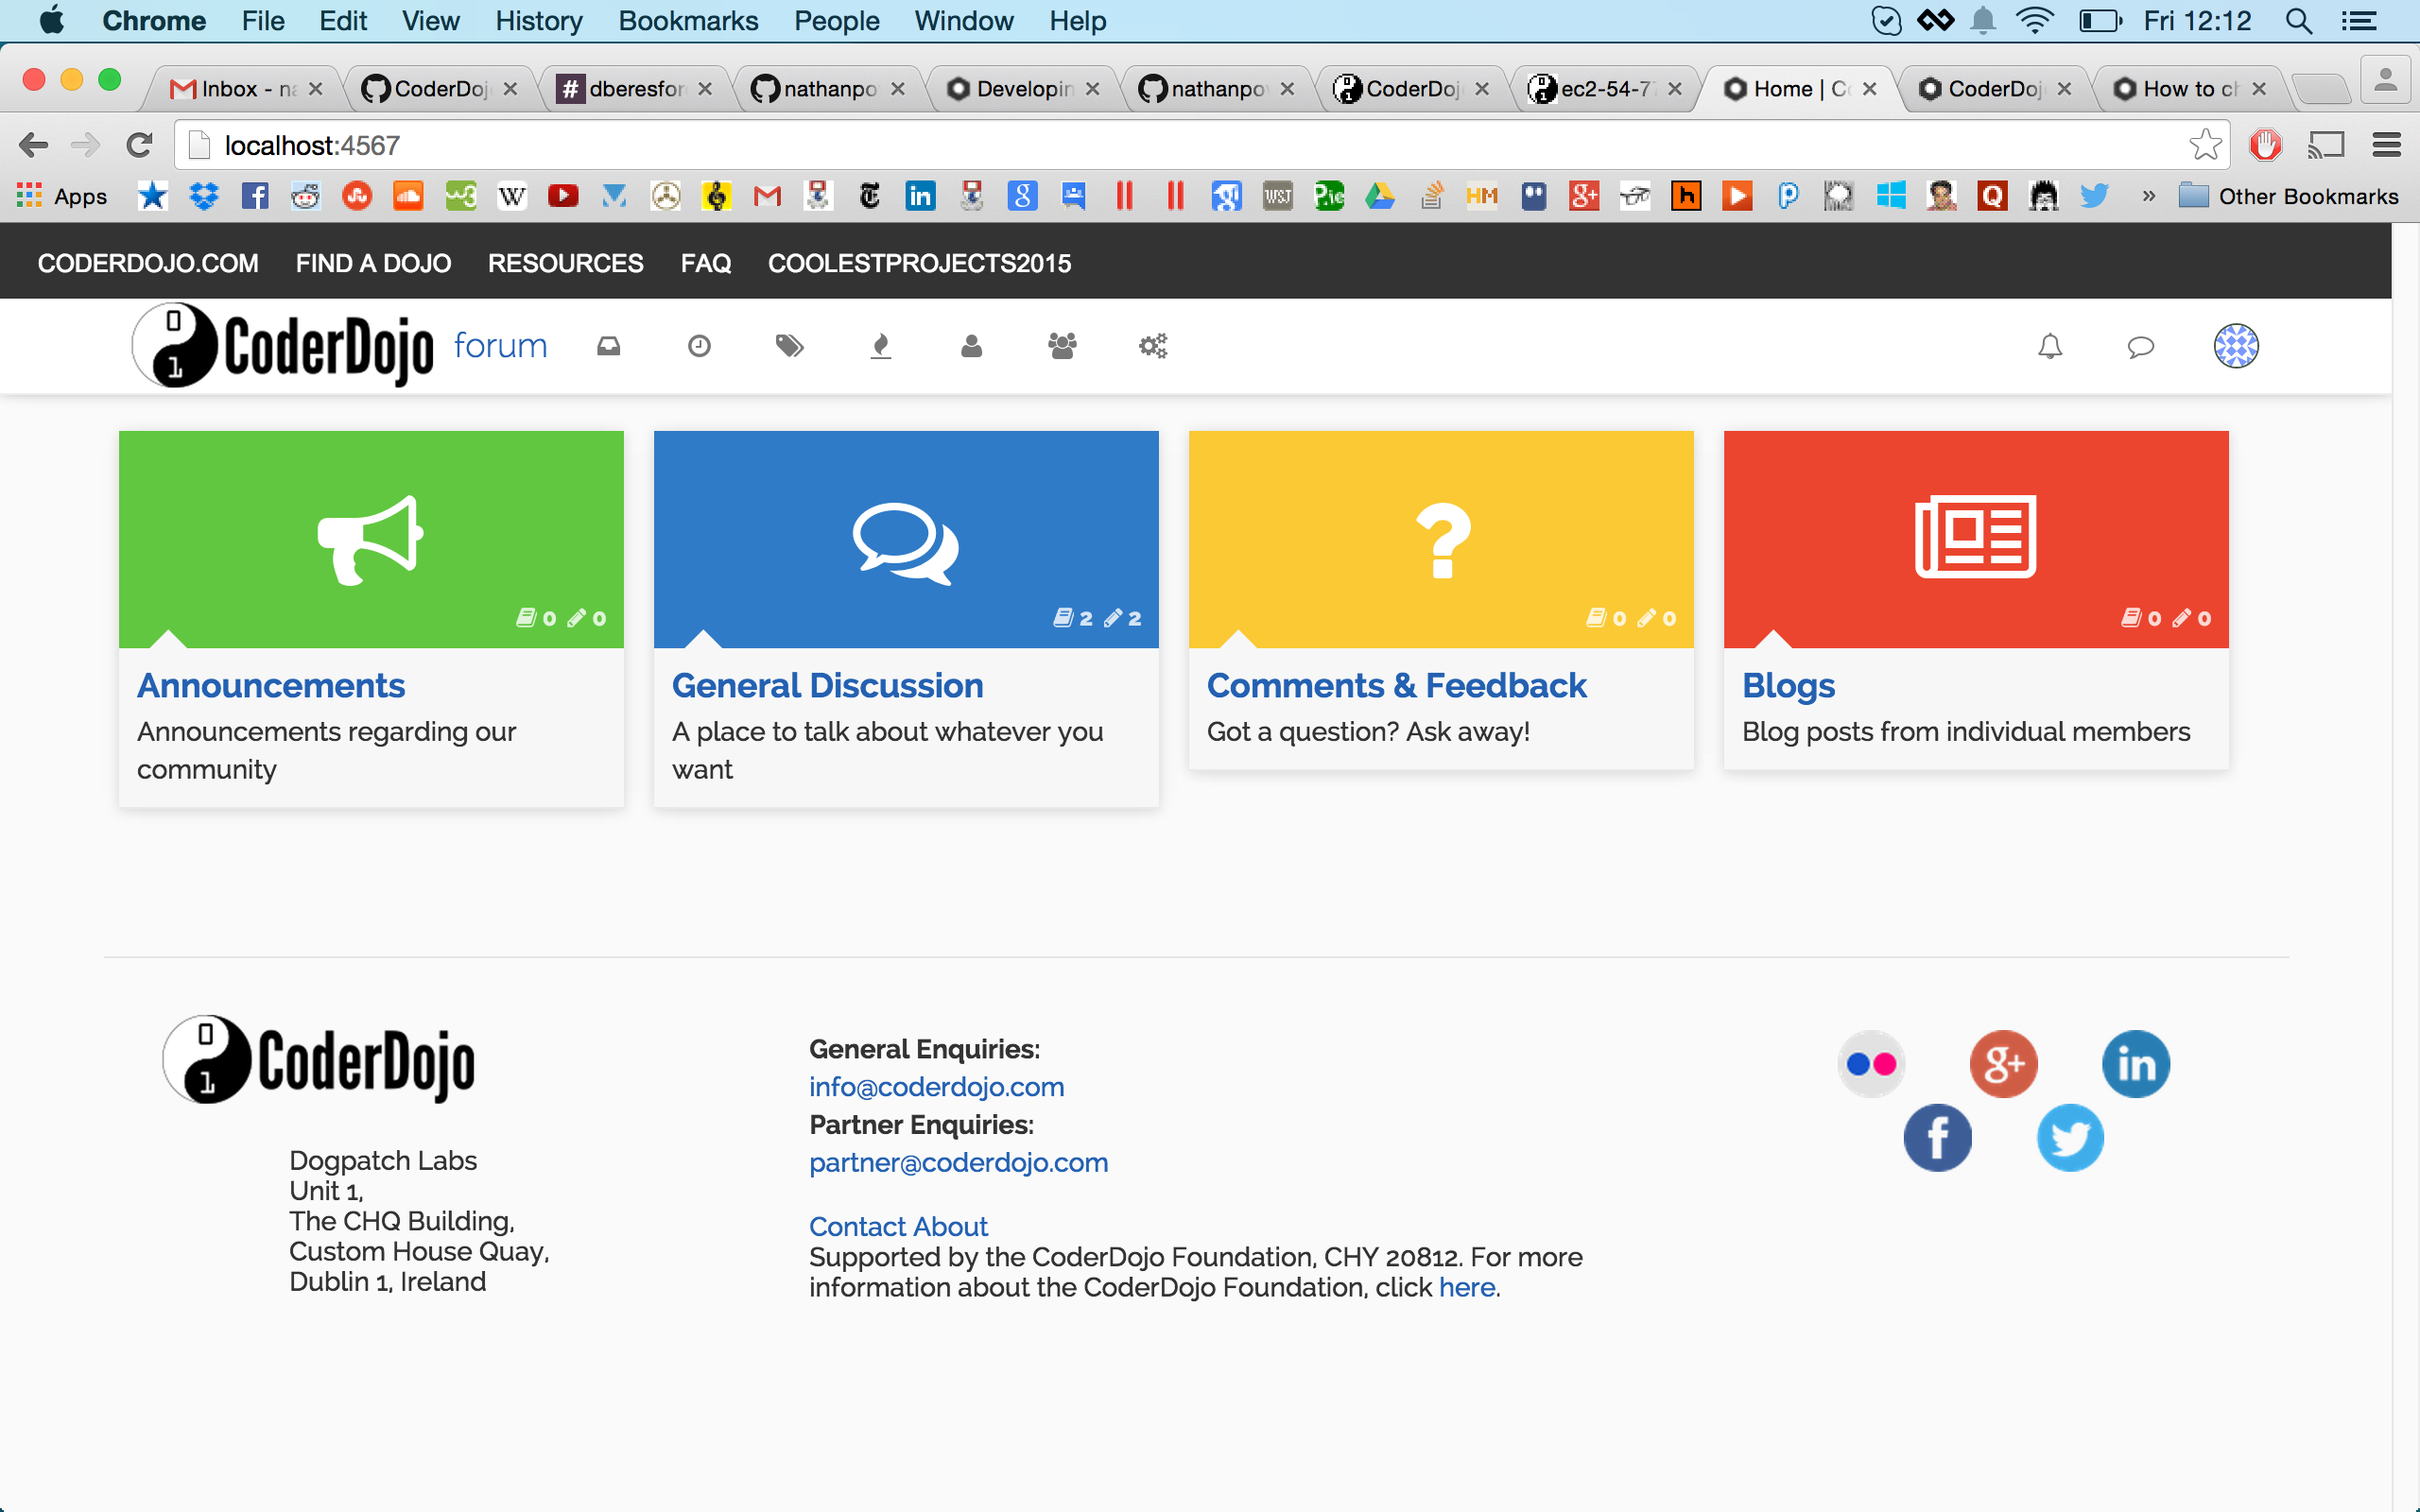 Chrome File Edit View History Bookmarks People Window Help Fri 12:12
Inbox - na CoderDoj # dberesfor nathanpo Developin nathanpov CoderDoj ec2-54-77 Home | Co CoderDoj How to ch
localhost:4567
Apps Other Bookmarks
CODERDOJO.COM FIND A DOJO RESOURCES FAQ COOLESTPROJECTS2015
CoderDojo forum
0 0
2 2
0 0
0 0
Announcements
Announcements regarding our
community
General Discussion
A place to talk about whatever you
want
Comments & Feedback
Got a question? Ask away!
Blogs
Blog posts from individual members
CoderDojo
Dogpatch Labs
Unit 1,
The CHQ Building,
Custom House Quay,
Dublin 1, Ireland
General Enquiries:
info@coderdojo.com
Partner Enquiries:
partner@coderdojo.com
Contact About
Supported by the CoderDojo Foundation, CHY 20812. For more
information about the CoderDojo Foundation, click here.